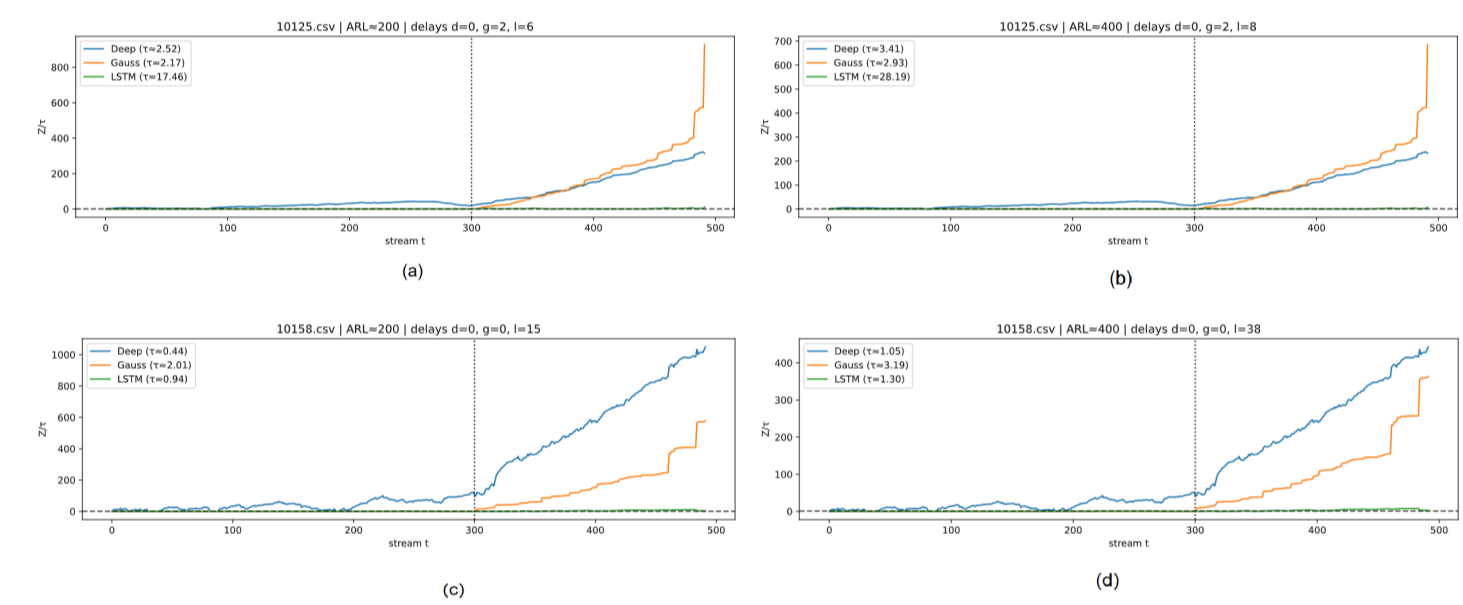 10125.csv | ARL≈200 | delays d=0, g=2, l=6
Deep (τ≈2.52)
Gauss (τ≈2.17)
LSTM (τ≈17.46)
Z/τ
800
600
400
200
0
0 100 200 300 400 500
stream t
(a)
10125.csv | ARL≈400 | delays d=0, g=2, l=8
Deep (τ≈3.41)
Gauss (τ≈2.93)
LSTM (τ≈28.19)
Z/τ
700
600
500
400
300
200
100
0
0 100 200 300 400 500
stream t
(b)
10158.csv | ARL≈200 | delays d=0, g=0, l=15
Deep (τ≈0.44)
Gauss (τ≈2.01)
LSTM (τ≈0.94)
Z/τ
1000
800
600
400
200
0
0 100 200 300 400 500
stream t
(c)
10158.csv | ARL≈400 | delays d=0, g=0, l=38
Deep (τ≈1.05)
Gauss (τ≈3.19)
LSTM (τ≈1.30)
Z/τ
400
300
200
100
0
0 100 200 300 400 500
stream t
(d)